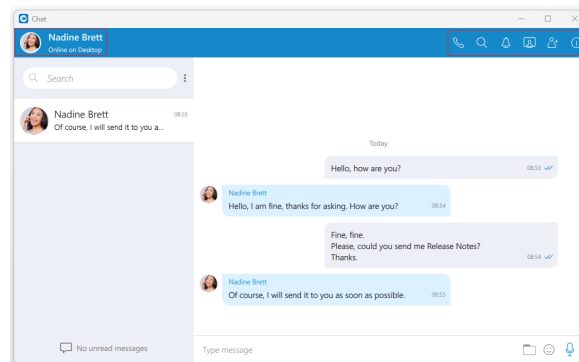 Chat
Nadine Brett
Online on Desktop
Search
Nadine Brett
08:55
Of course, I will send it to you a...
No unread messages
Today
Hello, how are you?
08:53
Nadine Brett
Hello, I am fine, thanks for asking. How are you?
08:54
Fine, fine.
Please, could you send me Release Notes?
Thanks.
08:54
Nadine Brett
Of course, I will send it to you as soon as possible.
08:55
Type message